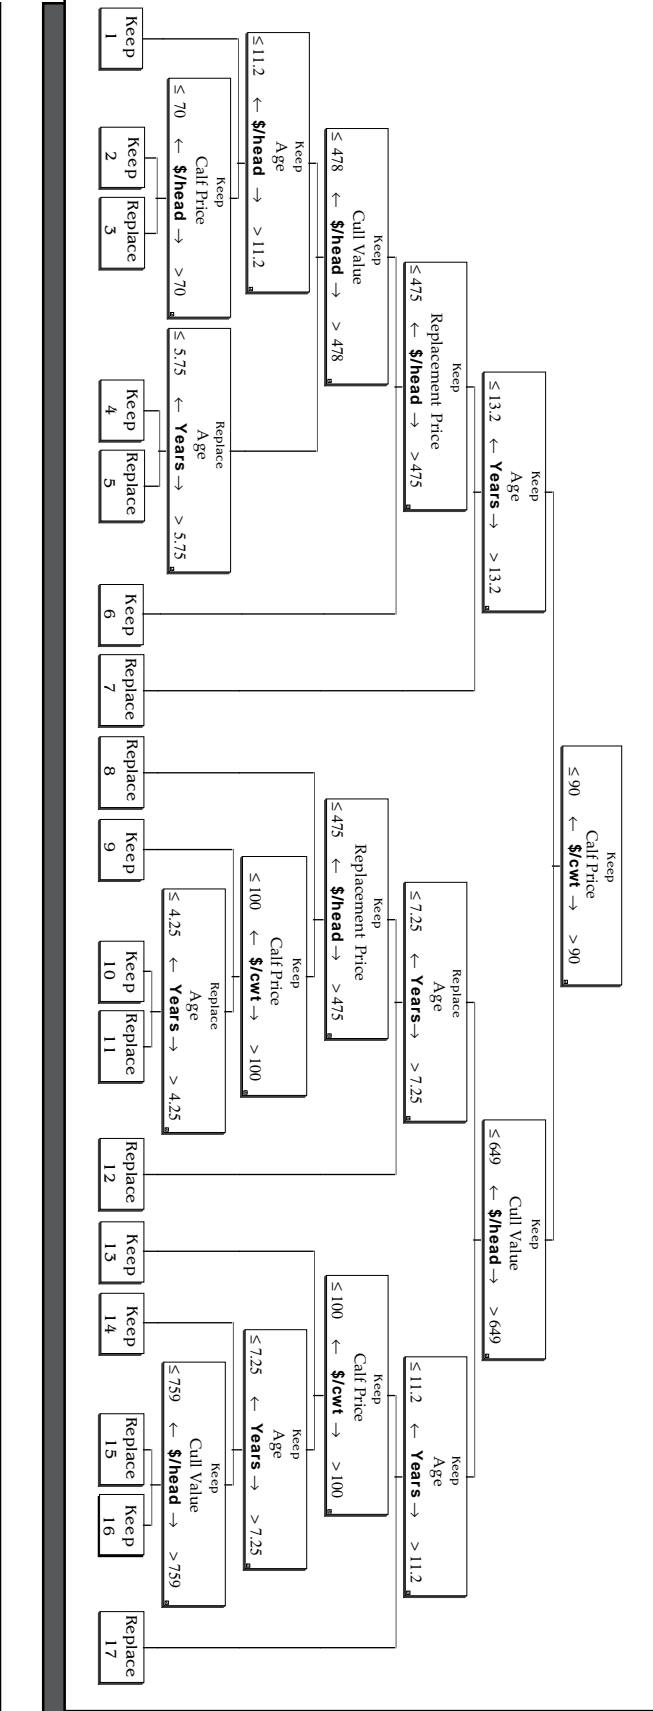 Keep
Calf Price
≤ 90 ← $/cwt → > 90
Keep
Age
≤ 13.2 ← Years → > 13.2
Keep
Cull Value
≤ 649 ← $/head → > 649
Keep
Replacement Price
≤ 475 ← $/head → > 475
Replace
Age
≤ 7.25 ← Years → > 7.25
Keep
Age
≤ 11.2 ← Years → > 11.2
Keep
Cull Value
≤ 478 ← $/head → > 478
Keep
Replacement Price
≤ 475 ← $/head → > 475
Keep
Calf Price
≤ 100 ← $/cwt → > 100
Keep
Age
≤ 11.2 ← $/head → > 11.2
Keep
Calf Price
≤ 100 ← $/cwt → > 100
Keep
Age
≤ 7.25 ← Years → > 7.25
Keep
Calf Price
≤ 70 ← $/head → > 70
Replace
Age
≤ 5.75 ← Years → > 5.75
Replace
Age
≤ 4.25 ← Years → > 4.25
Keep
Cull Value
≤ 759 ← $/head → > 759
Keep
1
Keep
2
Replace
3
Keep
4
Replace
5
Keep
6
Replace
7
Replace
8
Keep
9
Keep
10
Replace
11
Replace
12
Keep
13
Keep
14
Replace
15
Keep
16
Replace
17